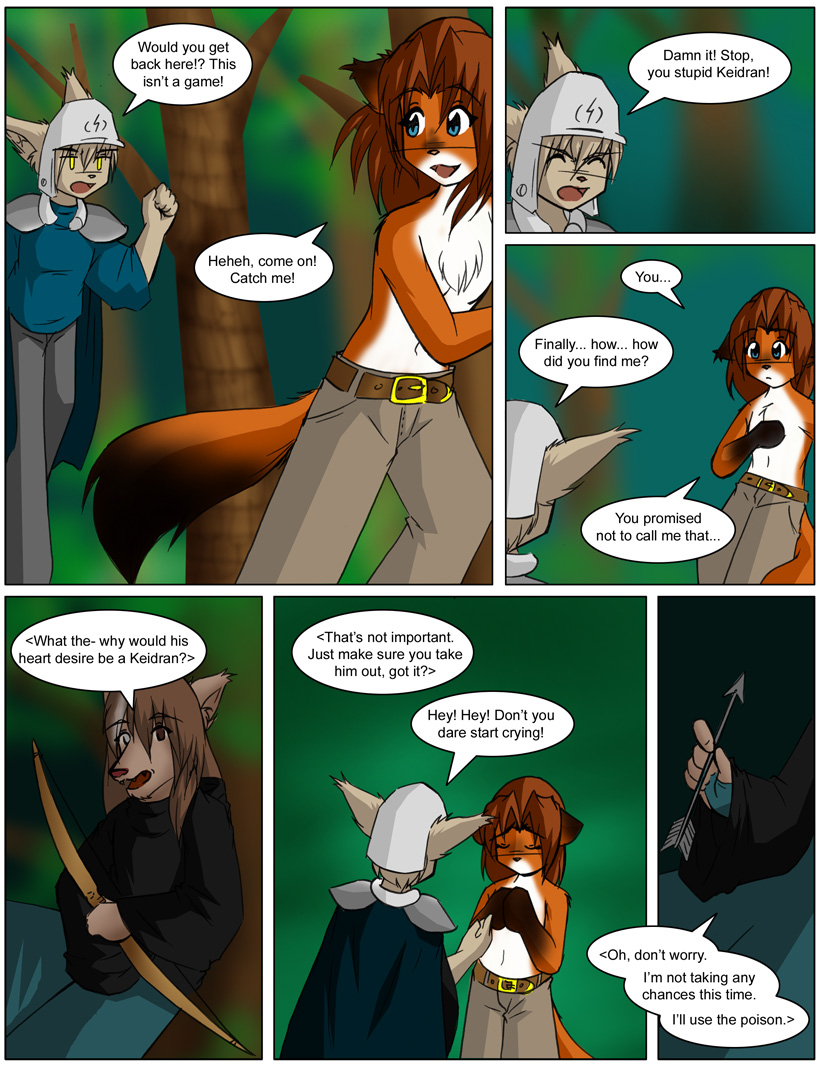 Would you get
back here!? This
isn't a game!
Heheh, come on!
Catch me!
Damn it! Stop,
you stupid Keidran!
You...
Finally... how... how
did you find me?
You promised
not to call me that...
<What the- why would his
heart desire be a Keidran?>
<That's not important.
Just make sure you take
him out, got it?>
Hey! Hey! Don't you
dare start crying!
<Oh, don't worry.
I'm not taking any
chances this time.
I'll use the poison.>